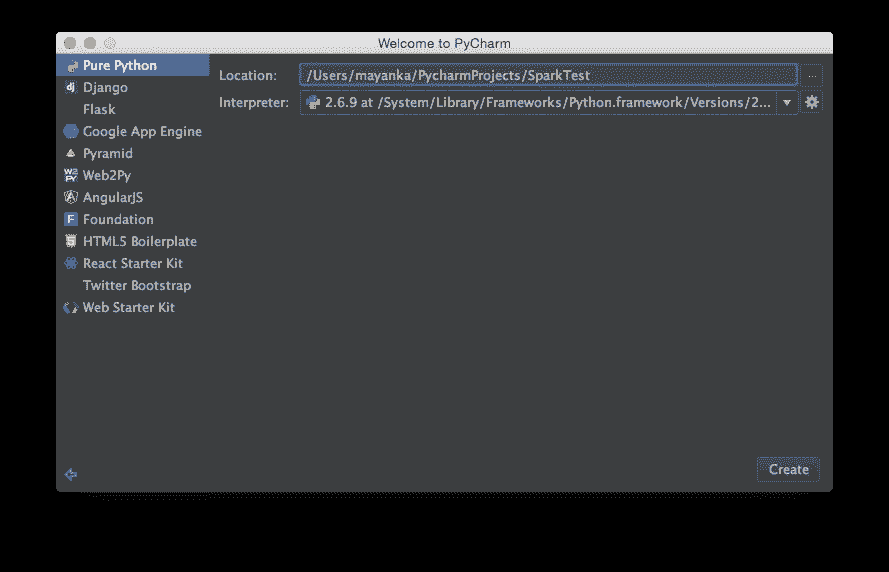 Welcome to PyCharm
Pure Python
Django
Flask
Google App Engine
Pyramid
Web2Py
AngularJS
Foundation
HTML5 Boilerplate
React Starter Kit
Twitter Bootstrap
Web Starter Kit
Location: /Users/mayanka/PycharmProjects/SparkTest ...
Interpreter: 2.6.9 at /System/Library/Frameworks/Python.framework/Versions/2...
Create